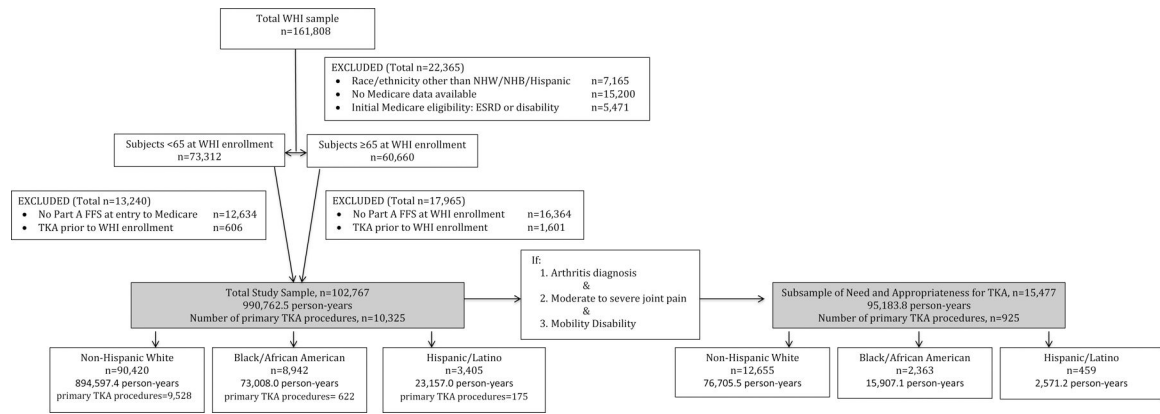 Total WHI sample
n=161,808
EXCLUDED (Total n=22,365)
• Race/ethnicity other than NHW/NHB/Hispanic n=7,165
• No Medicare data available n=15,200
• Initial Medicare eligibility: ESRD or disability n=5,471
Subjects <65 at WHI enrollment
n=73,312
Subjects ≥65 at WHI enrollment
n=60,660
EXCLUDED (Total n=13,240)
• No Part A FFS at entry to Medicare n=12,634
• TKA prior to WHI enrollment n=606
EXCLUDED (Total n=17,965)
• No Part A FFS at WHI enrollment n=16,364
• TKA prior to WHI enrollment n=1,601
Total Study Sample, n=102,767
990,762.5 person-years
Number of primary TKA procedures, n=10,325
If:
1. Arthritis diagnosis
&
2. Moderate to severe joint pain
&
3. Mobility Disability
Subsample of Need and Appropriateness for TKA, n=15,477
95,183.8 person-years
Number of primary TKA procedures, n=925
Non-Hispanic White
n=90,420
894,597.4 person-years
primary TKA procedures=9,528
Black/African American
n=8,942
73,008.0 person-years
primary TKA procedures= 622
Hispanic/Latino
n=3,405
23,157.0 person-years
primary TKA procedures=175
Non-Hispanic White
n=12,655
76,705.5 person-years
Black/African American
n=2,363
15,907.1 person-years
Hispanic/Latino
n=459
2,571.2 person-years